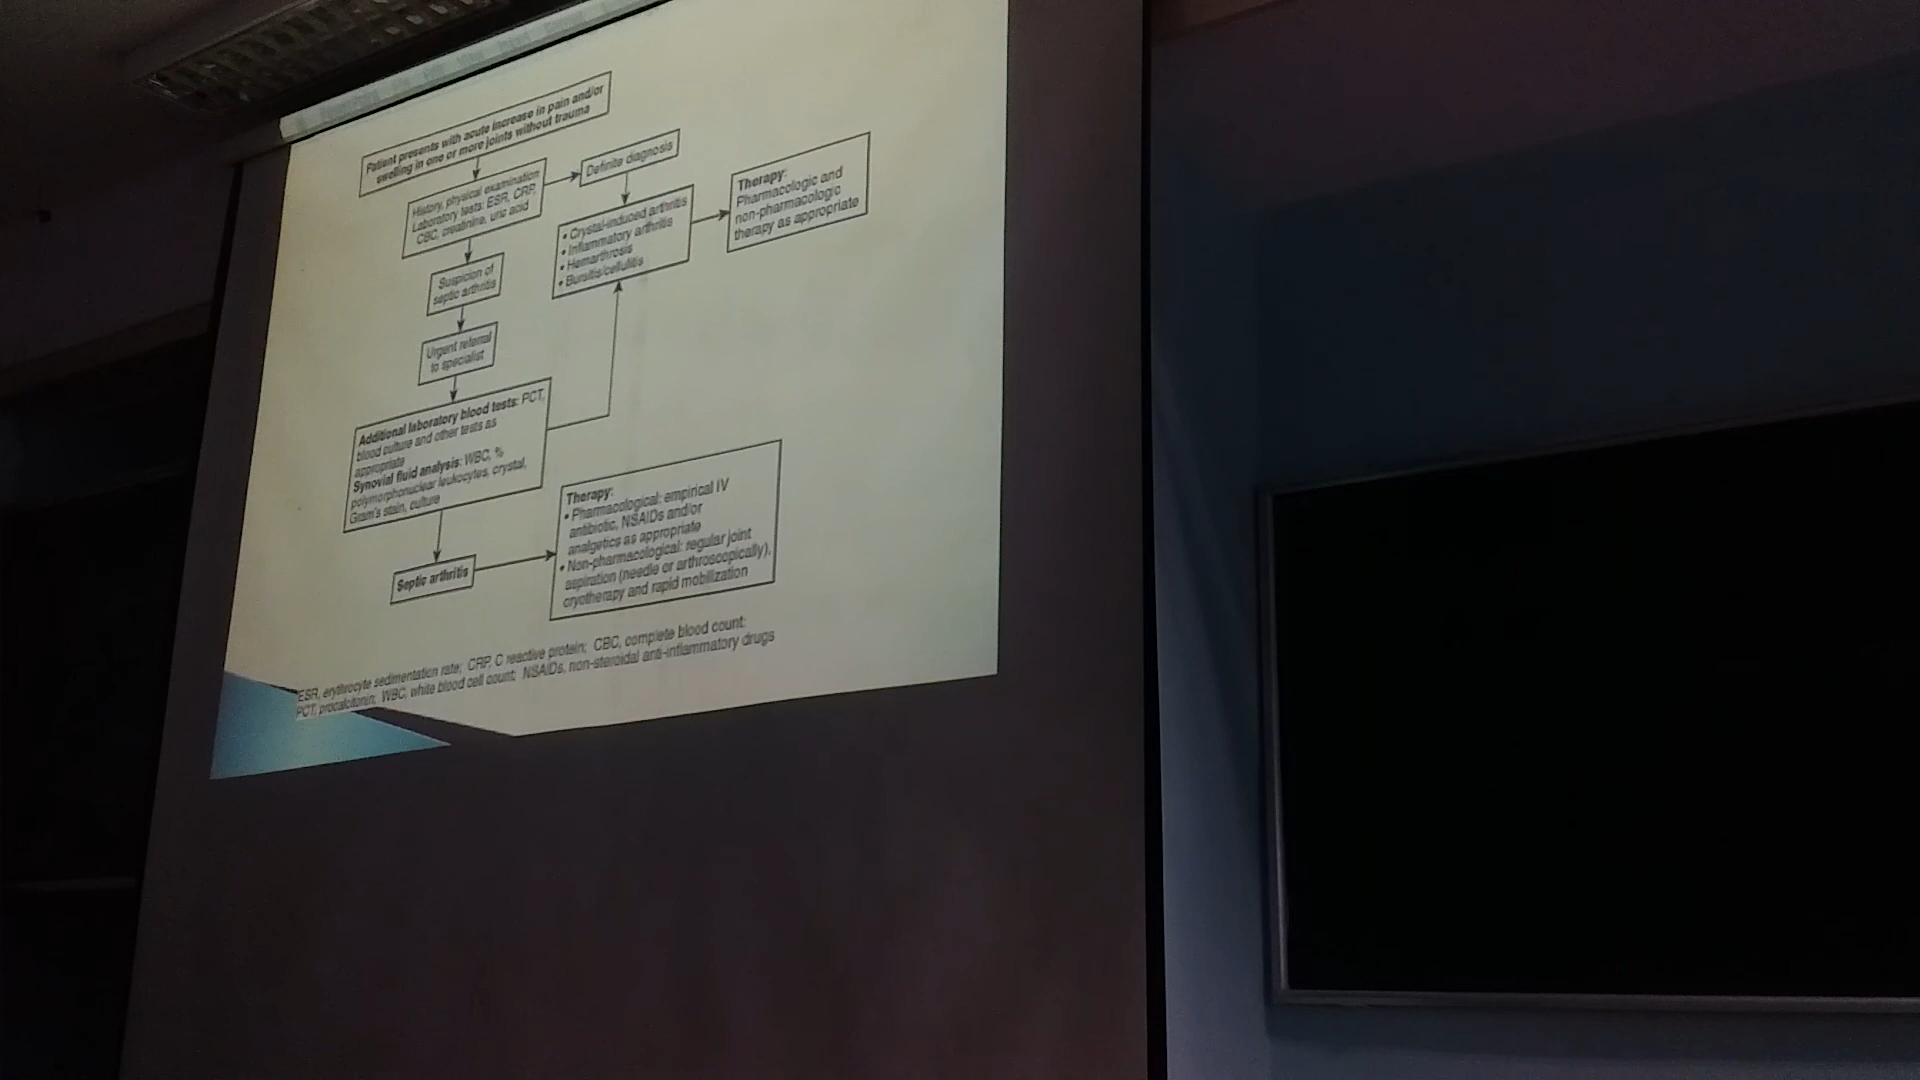 Patient presents with acute increase in pain and/or
swelling in one or more joints without trauma
History, physical examination
Laboratory tests: ESR, CRP,
CBC, creatinine, uric acid
Definite diagnosis
• Crystal-induced arthritis
• Inflammatory arthritis
• Hemarthrosis
• Bursitis/cellulitis
Therapy:
Pharmacologic and
non-pharmacologic
therapy as appropriate
Suspicion of
septic arthritis
Urgent referral
to specialist
Additional laboratory blood tests: PCT,
blood culture and other tests as
appropriate
Synovial fluid analysis: WBC, %
polymorphonuclear leukocytes, crystal,
Gram's stain, culture
Septic arthritis
Therapy:
• Pharmacological: empirical IV
antibiotic, NSAIDs and/or
analgetics as appropriate
• Non-pharmacological: regular joint
aspiration (needle or arthroscopically),
cryotherapy and rapid mobilization
ESR, erythrocyte sedimentation rate; CRP, C reactive protein; CBC, complete blood count;
PCT, procalcitonin; WBC, white blood cell count; NSAIDs, non-steroidal anti-inflammatory drugs